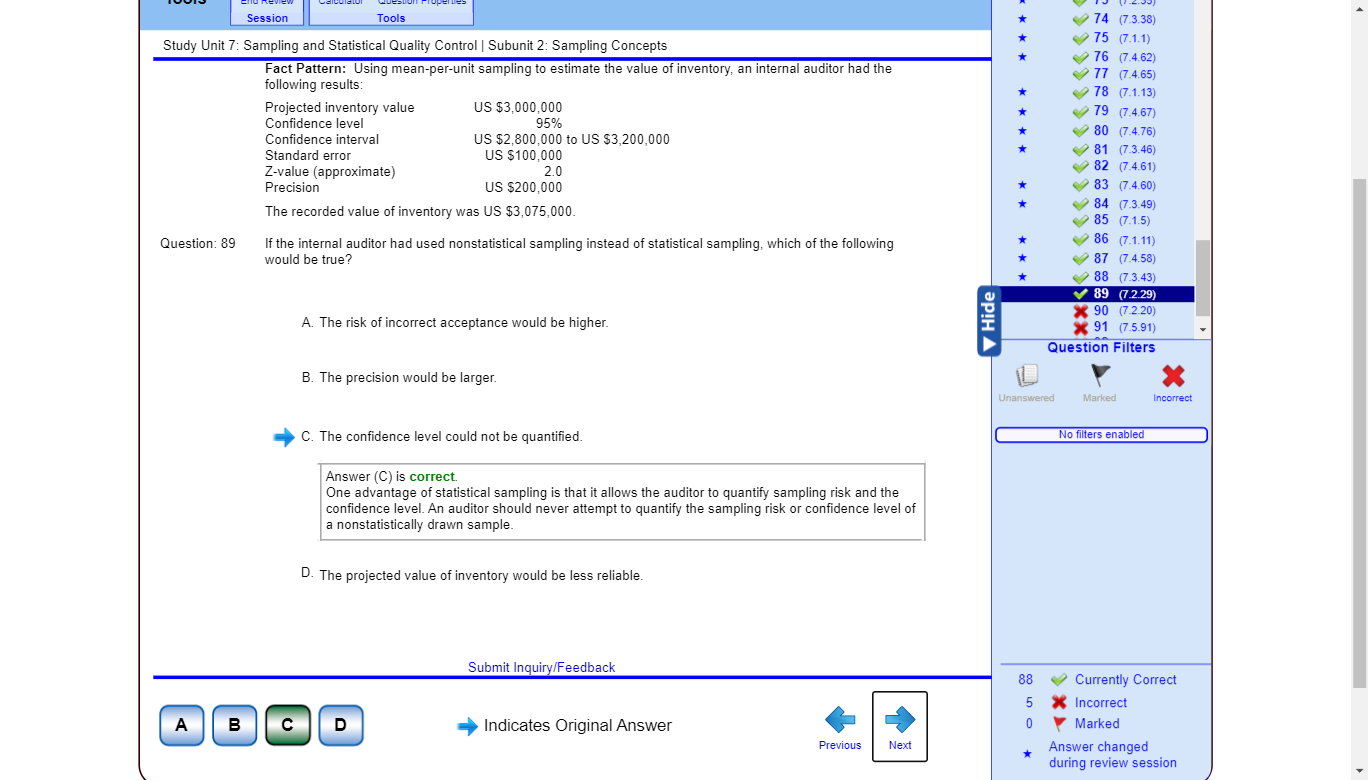 Tools
End Review
Session
Calculator Question Properties
Tools
Study Unit 7: Sampling and Statistical Quality Control | Subunit 2: Sampling Concepts
Fact Pattern: Using mean-per-unit sampling to estimate the value of inventory, an internal auditor had the
following results:
Projected inventory value US $3,000,000
Confidence level 95%
Confidence interval US $2,800,000 to US $3,200,000
Standard error US $100,000
Z-value (approximate) 2.0
Precision US $200,000
The recorded value of inventory was US $3,075,000.
Question: 89 If the internal auditor had used nonstatistical sampling instead of statistical sampling, which of the following
would be true?
A. The risk of incorrect acceptance would be higher.
B. The precision would be larger.
C. The confidence level could not be quantified.
Answer (C) is correct.
One advantage of statistical sampling is that it allows the auditor to quantify sampling risk and the
confidence level. An auditor should never attempt to quantify the sampling risk or confidence level of
a nonstatistically drawn sample.
D. The projected value of inventory would be less reliable.
Submit Inquiry/Feedback
A B C D
Indicates Original Answer
Previous Next
73 (7.2.35)
74 (7.3.38)
75 (7.1.1)
76 (7.4.62)
77 (7.4.65)
78 (7.1.13)
79 (7.4.67)
80 (7.4.76)
81 (7.3.46)
82 (7.4.61)
83 (7.4.60)
84 (7.3.49)
85 (7.1.5)
86 (7.1.11)
87 (7.4.58)
88 (7.3.43)
89 (7.2.29)
90 (7.2.20)
91 (7.5.91)
Hide
Question Filters
Unanswered Marked Incorrect
No filters enabled
88 Currently Correct
5 Incorrect
0 Marked
Answer changed
during review session